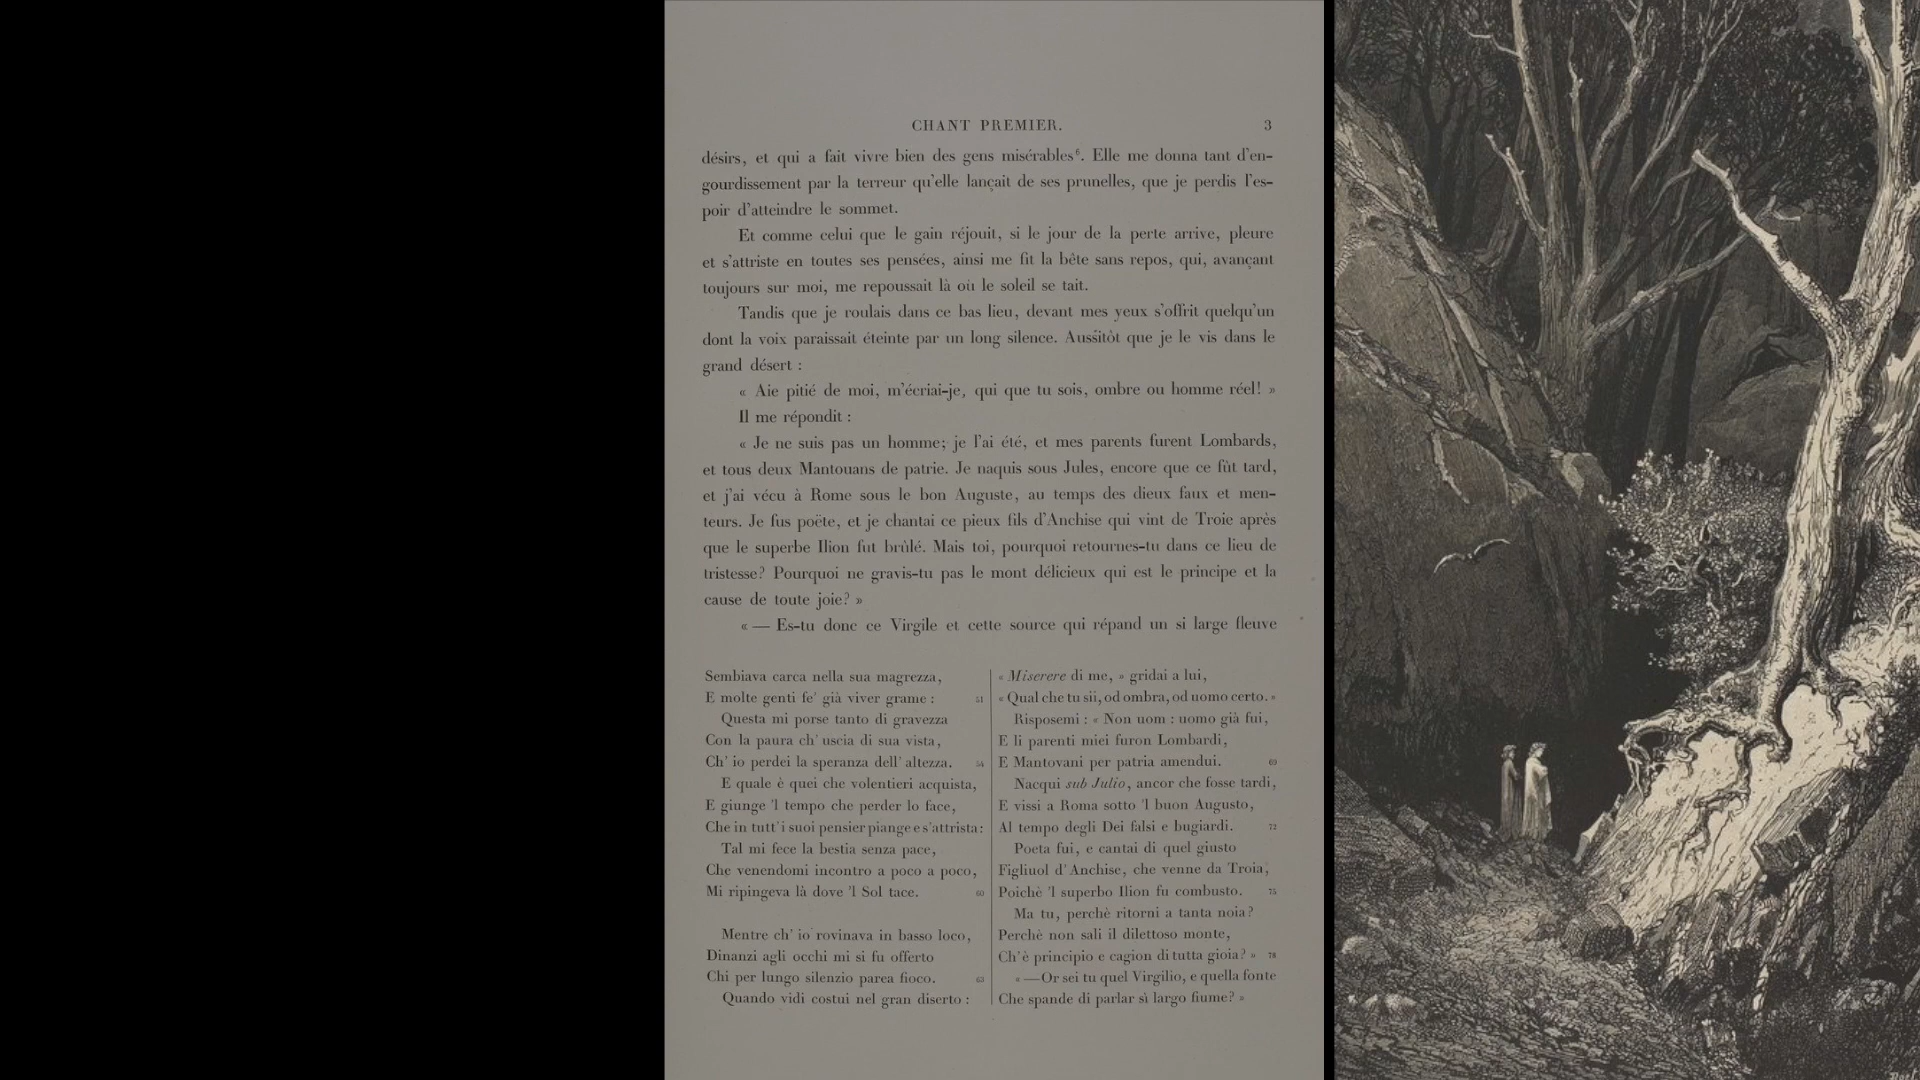 CHANT PREMIER. 3
désirs, et qui a fait vivre bien des gens misérables⁶. Elle me donna tant d'en-
gourdissement par la terreur qu'elle lançait de ses prunelles, que je perdis l'es-
poir d'atteindre le sommet.
Et comme celui que le gain réjouit, si le jour de la perte arrive, pleure
et s'attriste en toutes ses pensées, ainsi me fit la bête sans repos, qui, avançant
toujours sur moi, me repoussait là où le soleil se tait.
Tandis que je roulais dans ce bas lieu, devant mes yeux s'offrit quelqu'un
dont la voix paraissait éteinte par un long silence. Aussitôt que je le vis dans le
grand désert :
« Aie pitié de moi, m'écriai-je, qui que tu sois, ombre ou homme réel! »
Il me répondit :
« Je ne suis pas un homme; je l'ai été, et mes parents furent Lombards,
et tous deux Mantouans de patrie. Je naquis sous Jules, encore que ce fût tard,
et j'ai vécu à Rome sous le bon Auguste, au temps des dieux faux et men-
teurs. Je fus poëte, et je chantai ce pieux fils d'Anchise qui vint de Troie après
que le superbe Ilion fut brûlé. Mais toi, pourquoi retournes-tu dans ce lieu de
tristesse? Pourquoi ne gravis-tu pas le mont délicieux qui est le principe et la
cause de toute joie? »
« — Es-tu donc ce Virgile et cette source qui répand un si large fleuve
Sembiava carca nella sua magrezza,
E molte genti fe' già viver grame : 51
Questa mi porse tanto di gravezza
Con la paura ch' uscia di sua vista,
Ch' io perdei la speranza dell' altezza. 54
E quale è quei che volentieri acquista,
E giunge 'l tempo che perder lo face,
Che in tutt' i suoi pensier piange e s'attrista:
Tal mi fece la bestia senza pace,
Che venendomi incontro a poco a poco,
Mi ripingeva là dove 'l Sol tace. 60
Mentre ch' io rovinava in basso loco,
Dinanzi agli occhi mi si fu offerto
Chi per lungo silenzio parea fioco. 63
Quando vidi costui nel gran diserto :
« Miserere di me, » gridai a lui,
« Qual che tu sii, od ombra, od uomo certo. »
Risposemi : « Non uom : uomo già fui,
E li parenti miei furon Lombardi,
E Mantovani per patria amendui. 69
Nacqui sub Julio, ancor che fosse tardi,
E vissi a Roma sotto 'l buon Augusto,
Al tempo degli Dei falsi e bugiardi. 72
Poeta fui, e cantai di quel giusto
Figliuol d' Anchise, che venne da Troia,
Poichè 'l superbo Ilion fu combusto. 75
Ma tu, perchè ritorni a tanta noia?
Perchè non sali il dilettoso monte,
Ch'è principio e cagion di tutta gioia? » 78
« —Or sei tu quel Virgilio, e quella fonte
Che spande di parlar sì largo fiume? »